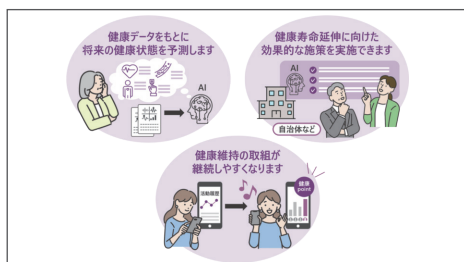 健康データをもとに
将来の健康状態を予測します
AI
健康寿命延伸に向けた
効果的な施策を実施できます
AI
自治体など
健康維持の取組が
継続しやすくなります
活動履歴
健康
point